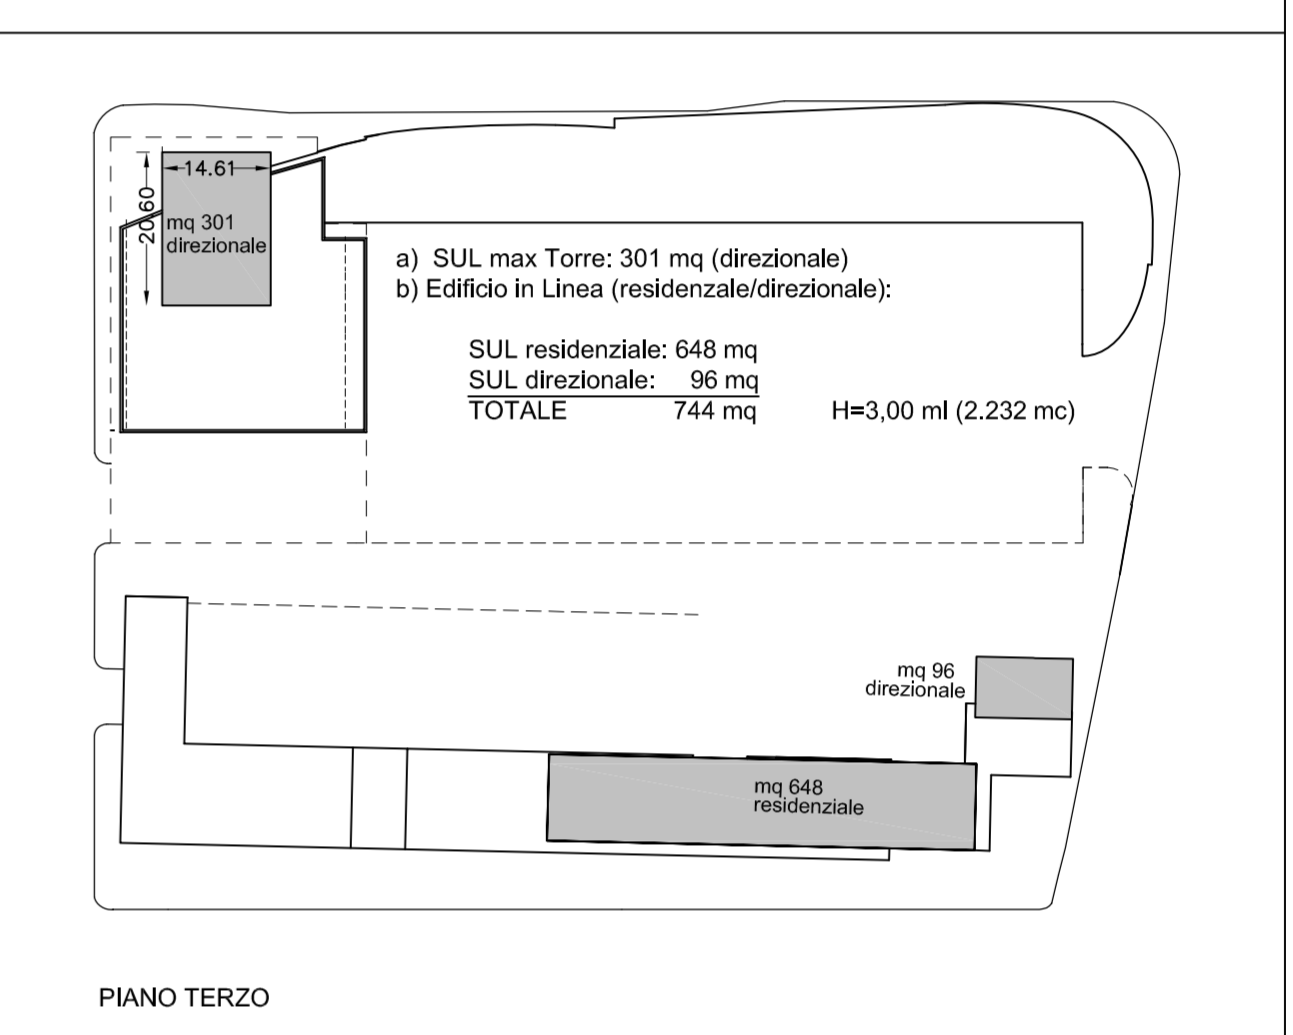 14.61
20.60
mq 301
direzionale
a) SUL max Torre: 301 mq (direzionale)
b) Edificio in Linea (residenzale/direzionale):
SUL residenziale: 648 mq
SUL direzionale: 96 mq
TOTALE 744 mq H=3,00 ml (2.232 mc)
mq 96
direzionale
mq 648
residenziale
PIANO TERZO